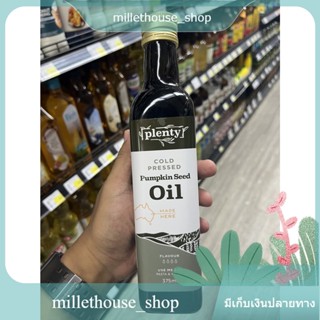 millethouse_shop
plenty
COLD
PRESSED
Pumpkin Seed
Oil
MADE
HERE
FLAVOUR
millethouse_shop
มีเก็บเงินปลายทาง